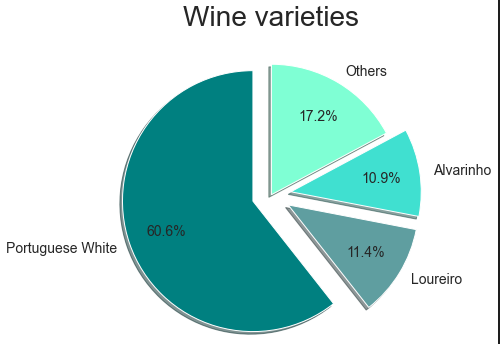 Wine varieties
Others
17.2%
Alvarinho
10.9%
60.6%
Portuguese White
11.4%
Loureiro